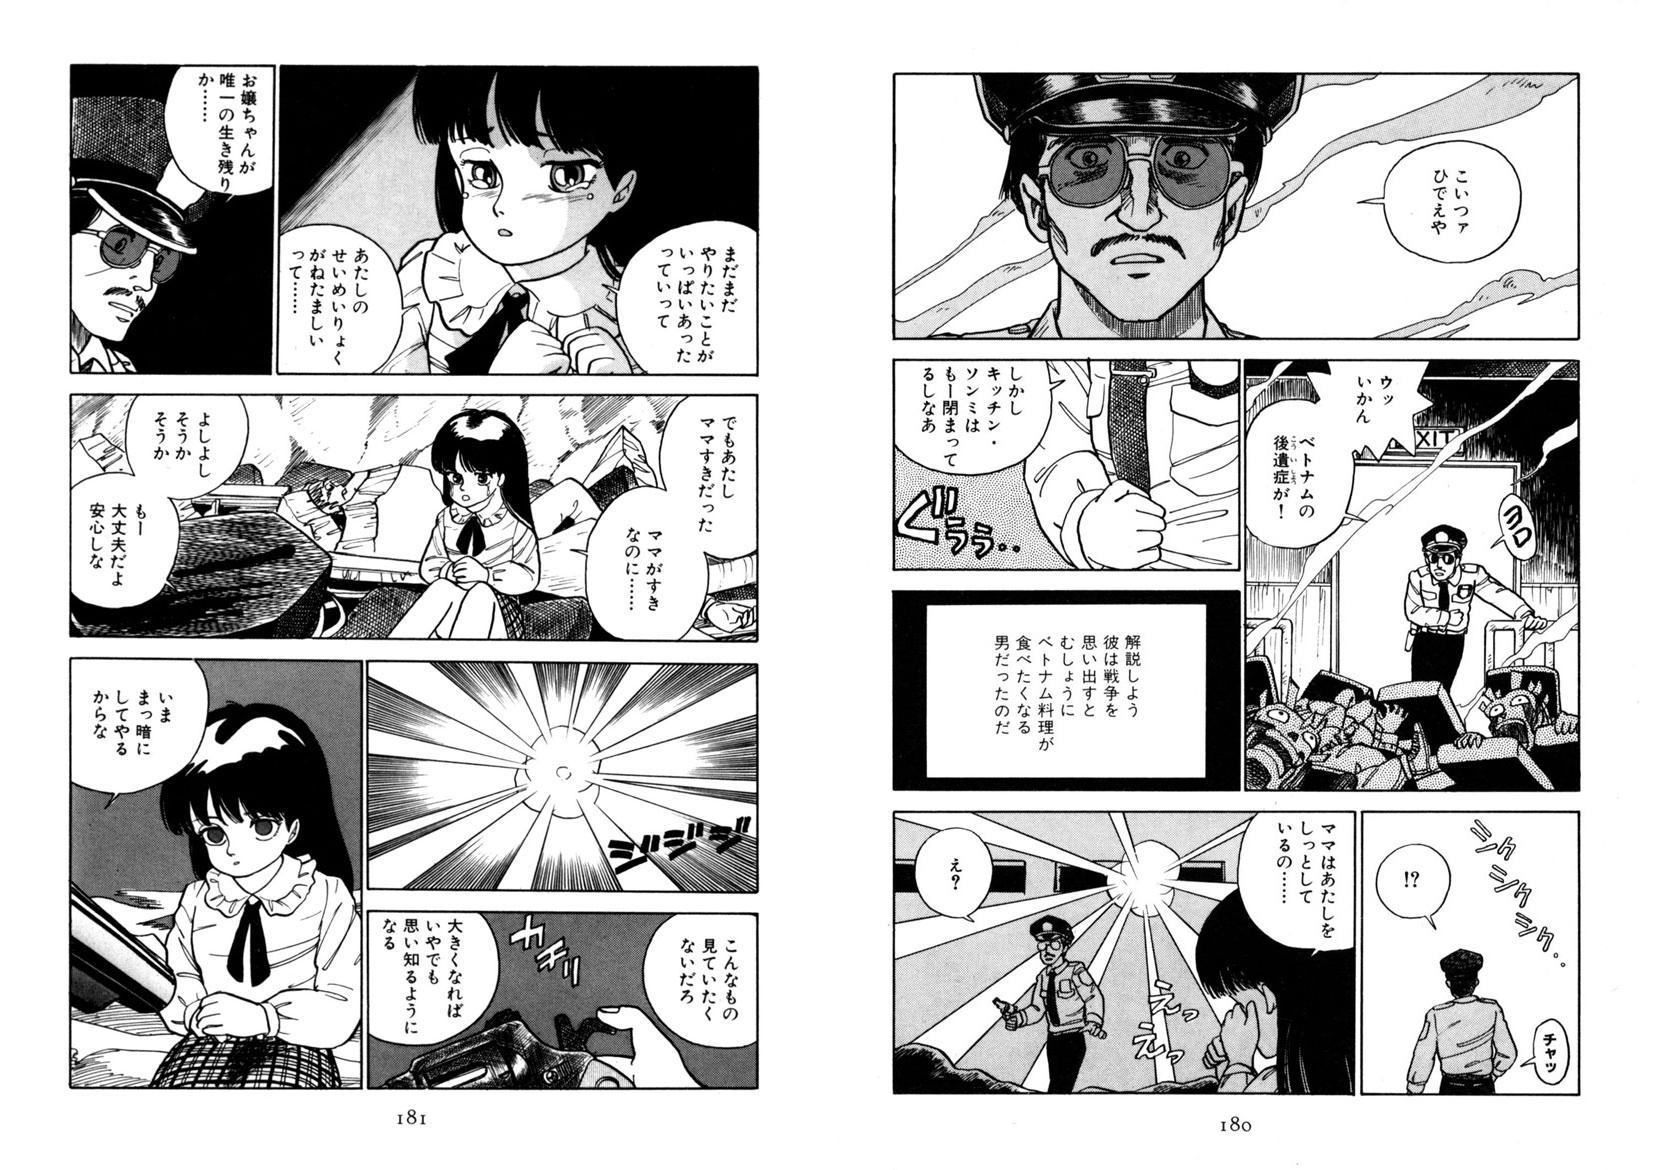 こいつァ
ひでえや
ウッ
いかん
ベトナムの
後遺症が!
こういしょう
EXIT
ヨロ
しかし
キッチン・
ソンミは
もー閉まって
るしなあ
ぐぅぅぅ..
解説しよう
彼は戦争を
思い出すと
むしょうに
ベトナム料理が
食べたくなる
男だったのだ
シクシクシク..
!?
チャッ
ママはあたしを
しっとして
いるの……
え?
えっ
えっ
180
まだまだ
やりたいことが
いっぱいあった
っていって
あたしの
せいめいりょく
がねたましい
って……
お嬢ちゃんが
唯一の生き残り
か……
でもあたし
ママすきだった
ママがすき
なのに……
よしよし
そうか
そうか
もー
大丈夫だよ
安心しな
ジジジ
こんなもの
見ていたく
ないだろ
カチリ
大きくなれば
いやでも
思い知るように
なる
いま
まっ暗に
してやる
からな
181